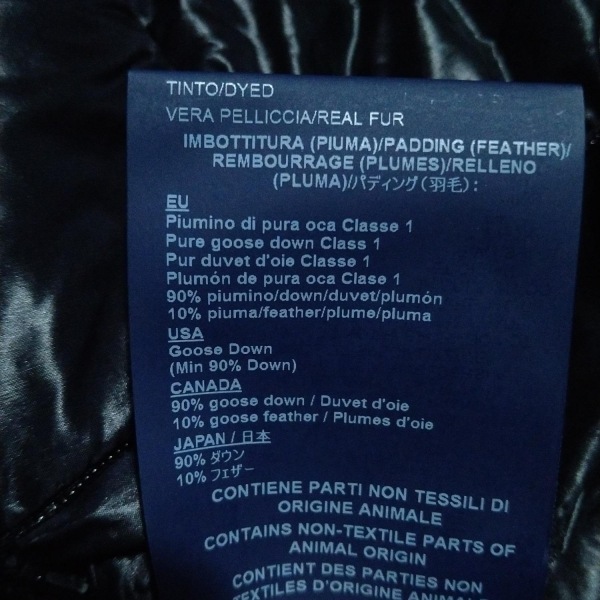 TINTO/DYED
VERA PELLICCIA/REAL FUR
IMBOTTITURA (PIUMA)/PADDING (FEATHER)/
REMBOURRAGE (PLUMES)/RELLENO
(PLUMA)/パディング(羽毛):
EU
Piumino di pura oca Classe 1
Pure goose down Class 1
Pur duvet d'oie Classe 1
Plumón de pura oca Clase 1
90% piumino/down/duvet/plumón
10% piuma/feather/plume/pluma
USA
Goose Down
(Min 90% Down)
CANADA
90% goose down / Duvet d'oie
10% goose feather / Plumes d'oie
JAPAN / 日本
90% ダウン
10% フェザー
CONTIENE PARTI NON TESSILI DI
ORIGINE ANIMALE
CONTAINS NON-TEXTILE PARTS OF
ANIMAL ORIGIN
CONTIENT DES PARTIES NON
TEXTILES D'ORIGINE ANIMALE